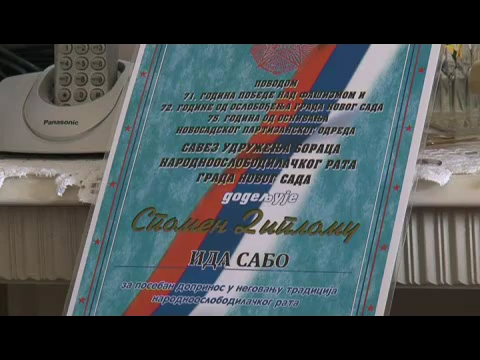 Panasonic
ПОВОДОМ
71. ГОДИНА ПОБЕДЕ НАД ФАШИЗМОМ И
72. ГОДИНЕ ОД ОСЛОБОЂЕЊА ГРАДА НОВОГ САДА
75. ГОДИНА ОД ОСНИВАЊА
НОВОСАДСКОГ ПАРТИЗАНСКОГ ОДРЕДА
САВЕЗ УДРУЖЕЊА БОРАЦА
НАРОДНООСЛОБОДИЛАЧКОГ РАТА
ГРАДА НОВОГ САДА
додељује
Спомен Диплому
ИДА САБО
за посебан допринос у неговању традиција
народноослободилачког рата